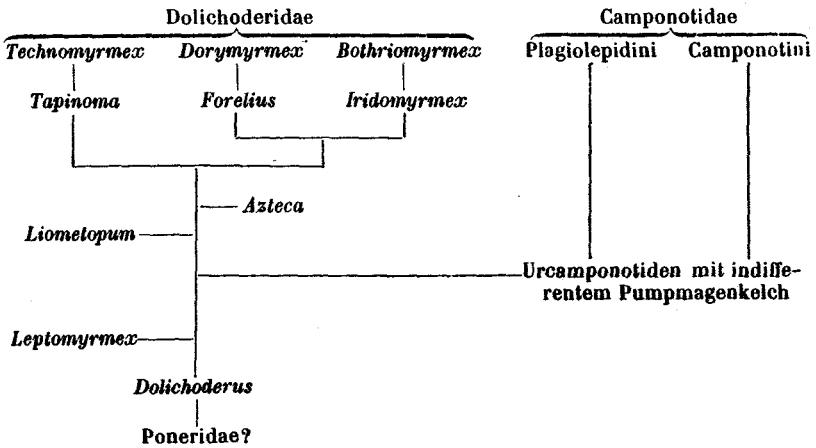 Dolichoderidae Camponotidae
Technomyrmex Dorymyrmex Bothriomyrmex Plagiolepidini Camponotini
Tapinoma Forelius Iridomyrmex
Azteca
Liometopum
Urcamponotiden mit indiffe-
rentem Pumpmagenkelch
Leptomyrmex
Dolichoderus
Poneridae?